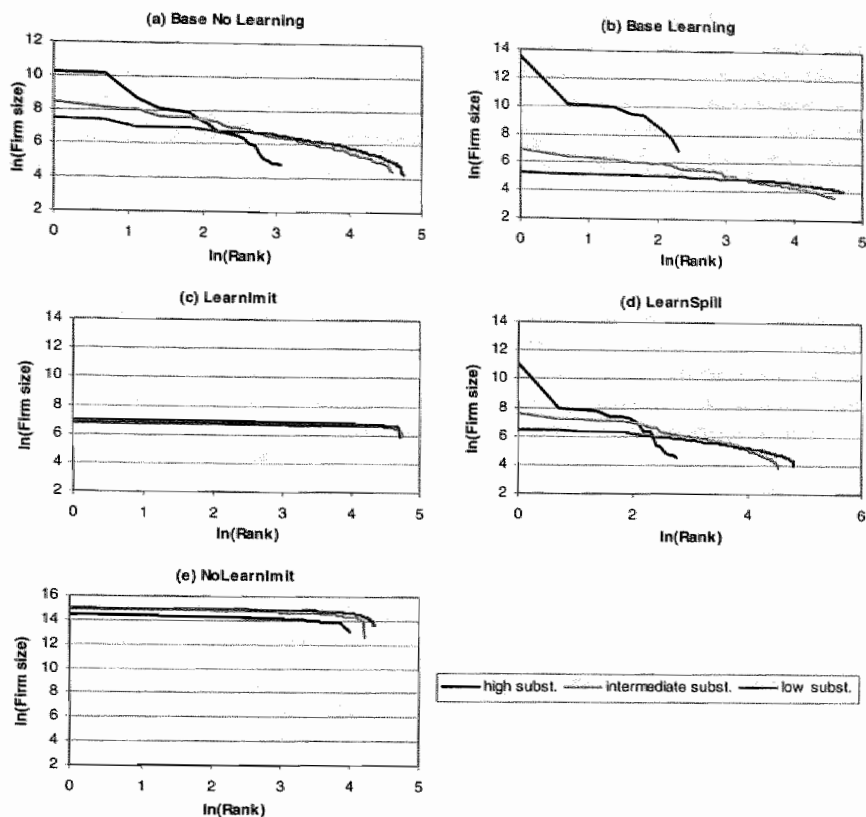 (a) Base No Learning
12
10
8
6
4
2
ln(Firm size)
0 1 2 3 4 5
ln(Rank)
(b) Base Learning
14
12
10
8
6
4
2
ln(Firm size)
0 1 2 3 4 5
ln(Rank)
(c) LearnImit
14
12
10
8
6
4
2
ln(Firm size)
0 1 2 3 4 5
ln(Rank)
(d) LearnSpill
14
12
10
8
6
4
2
ln(Firm size)
0 2 4 6
ln(Rank)
(e) NoLearnImit
16
14
12
10
8
6
4
2
ln(Firm size)
0 1 2 3 4 5
ln(Rank)
high subst. intermediate subst. low subst.